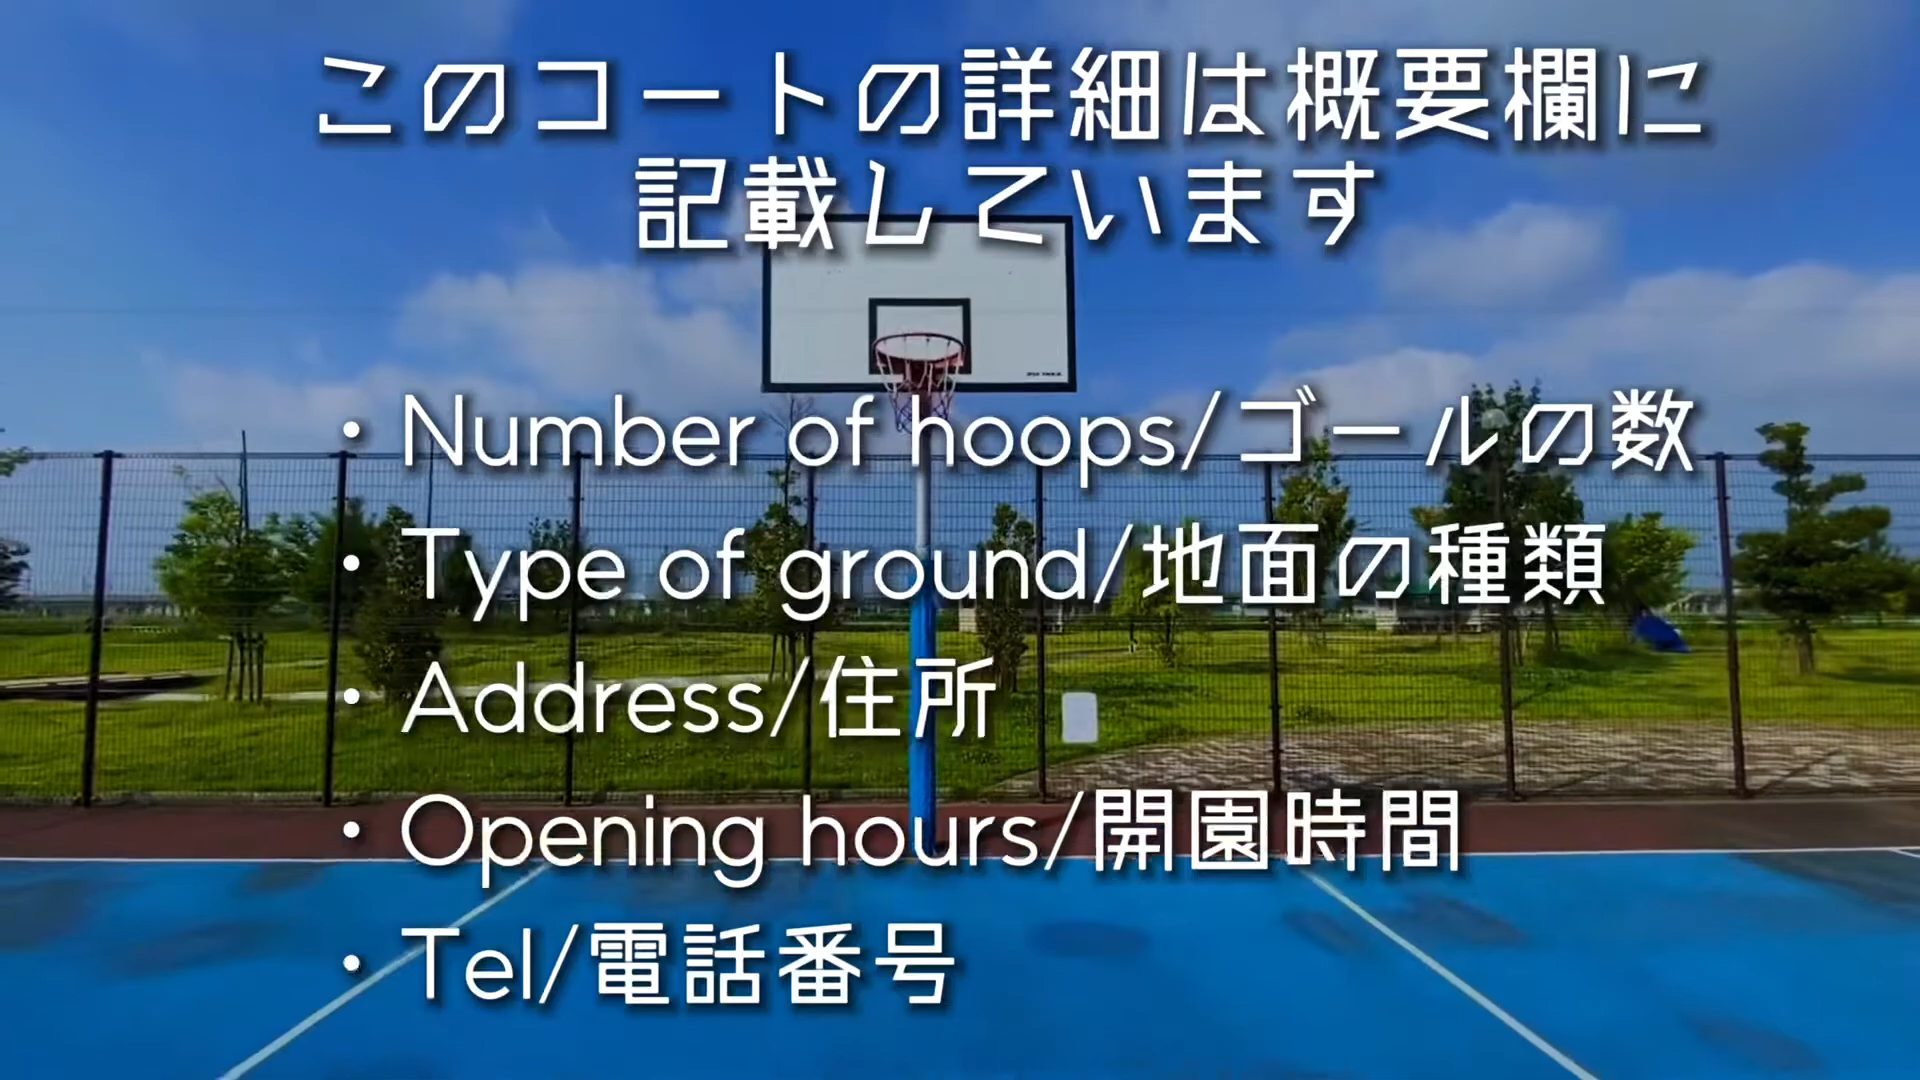 このコートの詳細は概要欄に
記載しています
・Number of hoops/ゴールの数
・Type of ground/地面の種類
・Address/住所
・Opening hours/開園時間
・Tel/電話番号